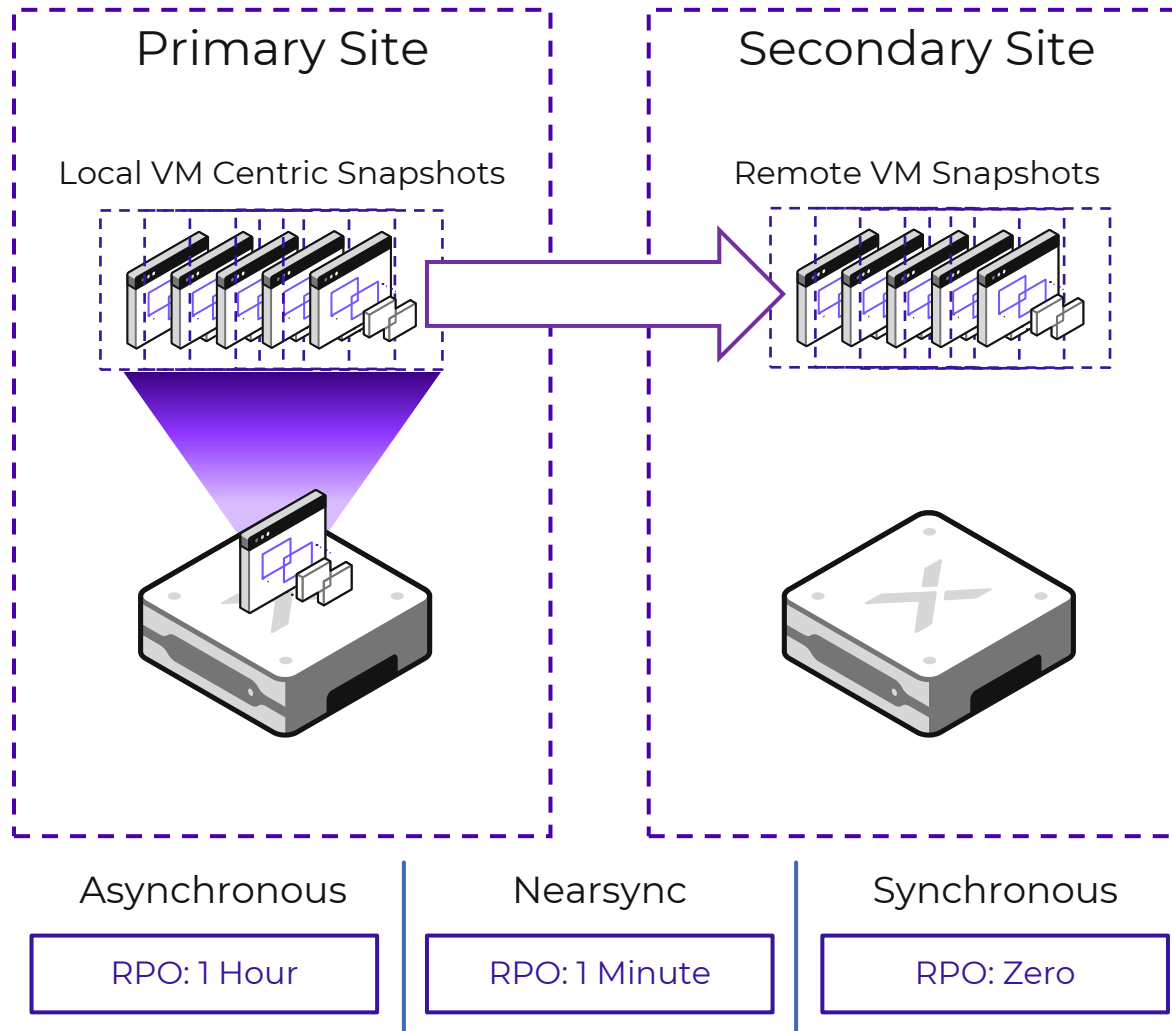 Primary Site
Secondary Site
Local VM Centric Snapshots
Remote VM Snapshots
Asynchronous
Nearsync
Synchronous
RPO: 1 Hour
RPO: 1 Minute
RPO: Zero